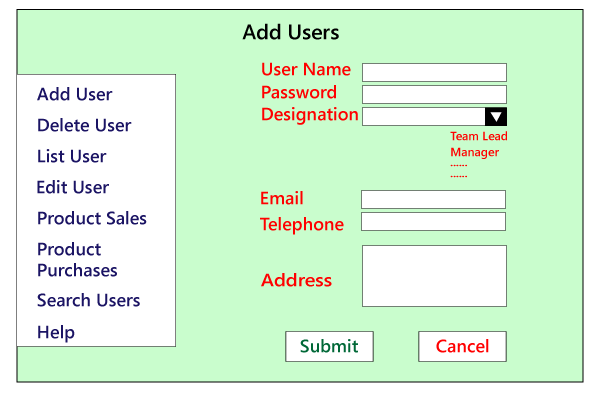 Add Users
Add User
Delete User
List User
Edit User
Product Sales
Product
Purchases
Search Users
Help
User Name
Password
Designation
Team Lead
Manager
......
......
Email
Telephone
Address
Submit
Cancel